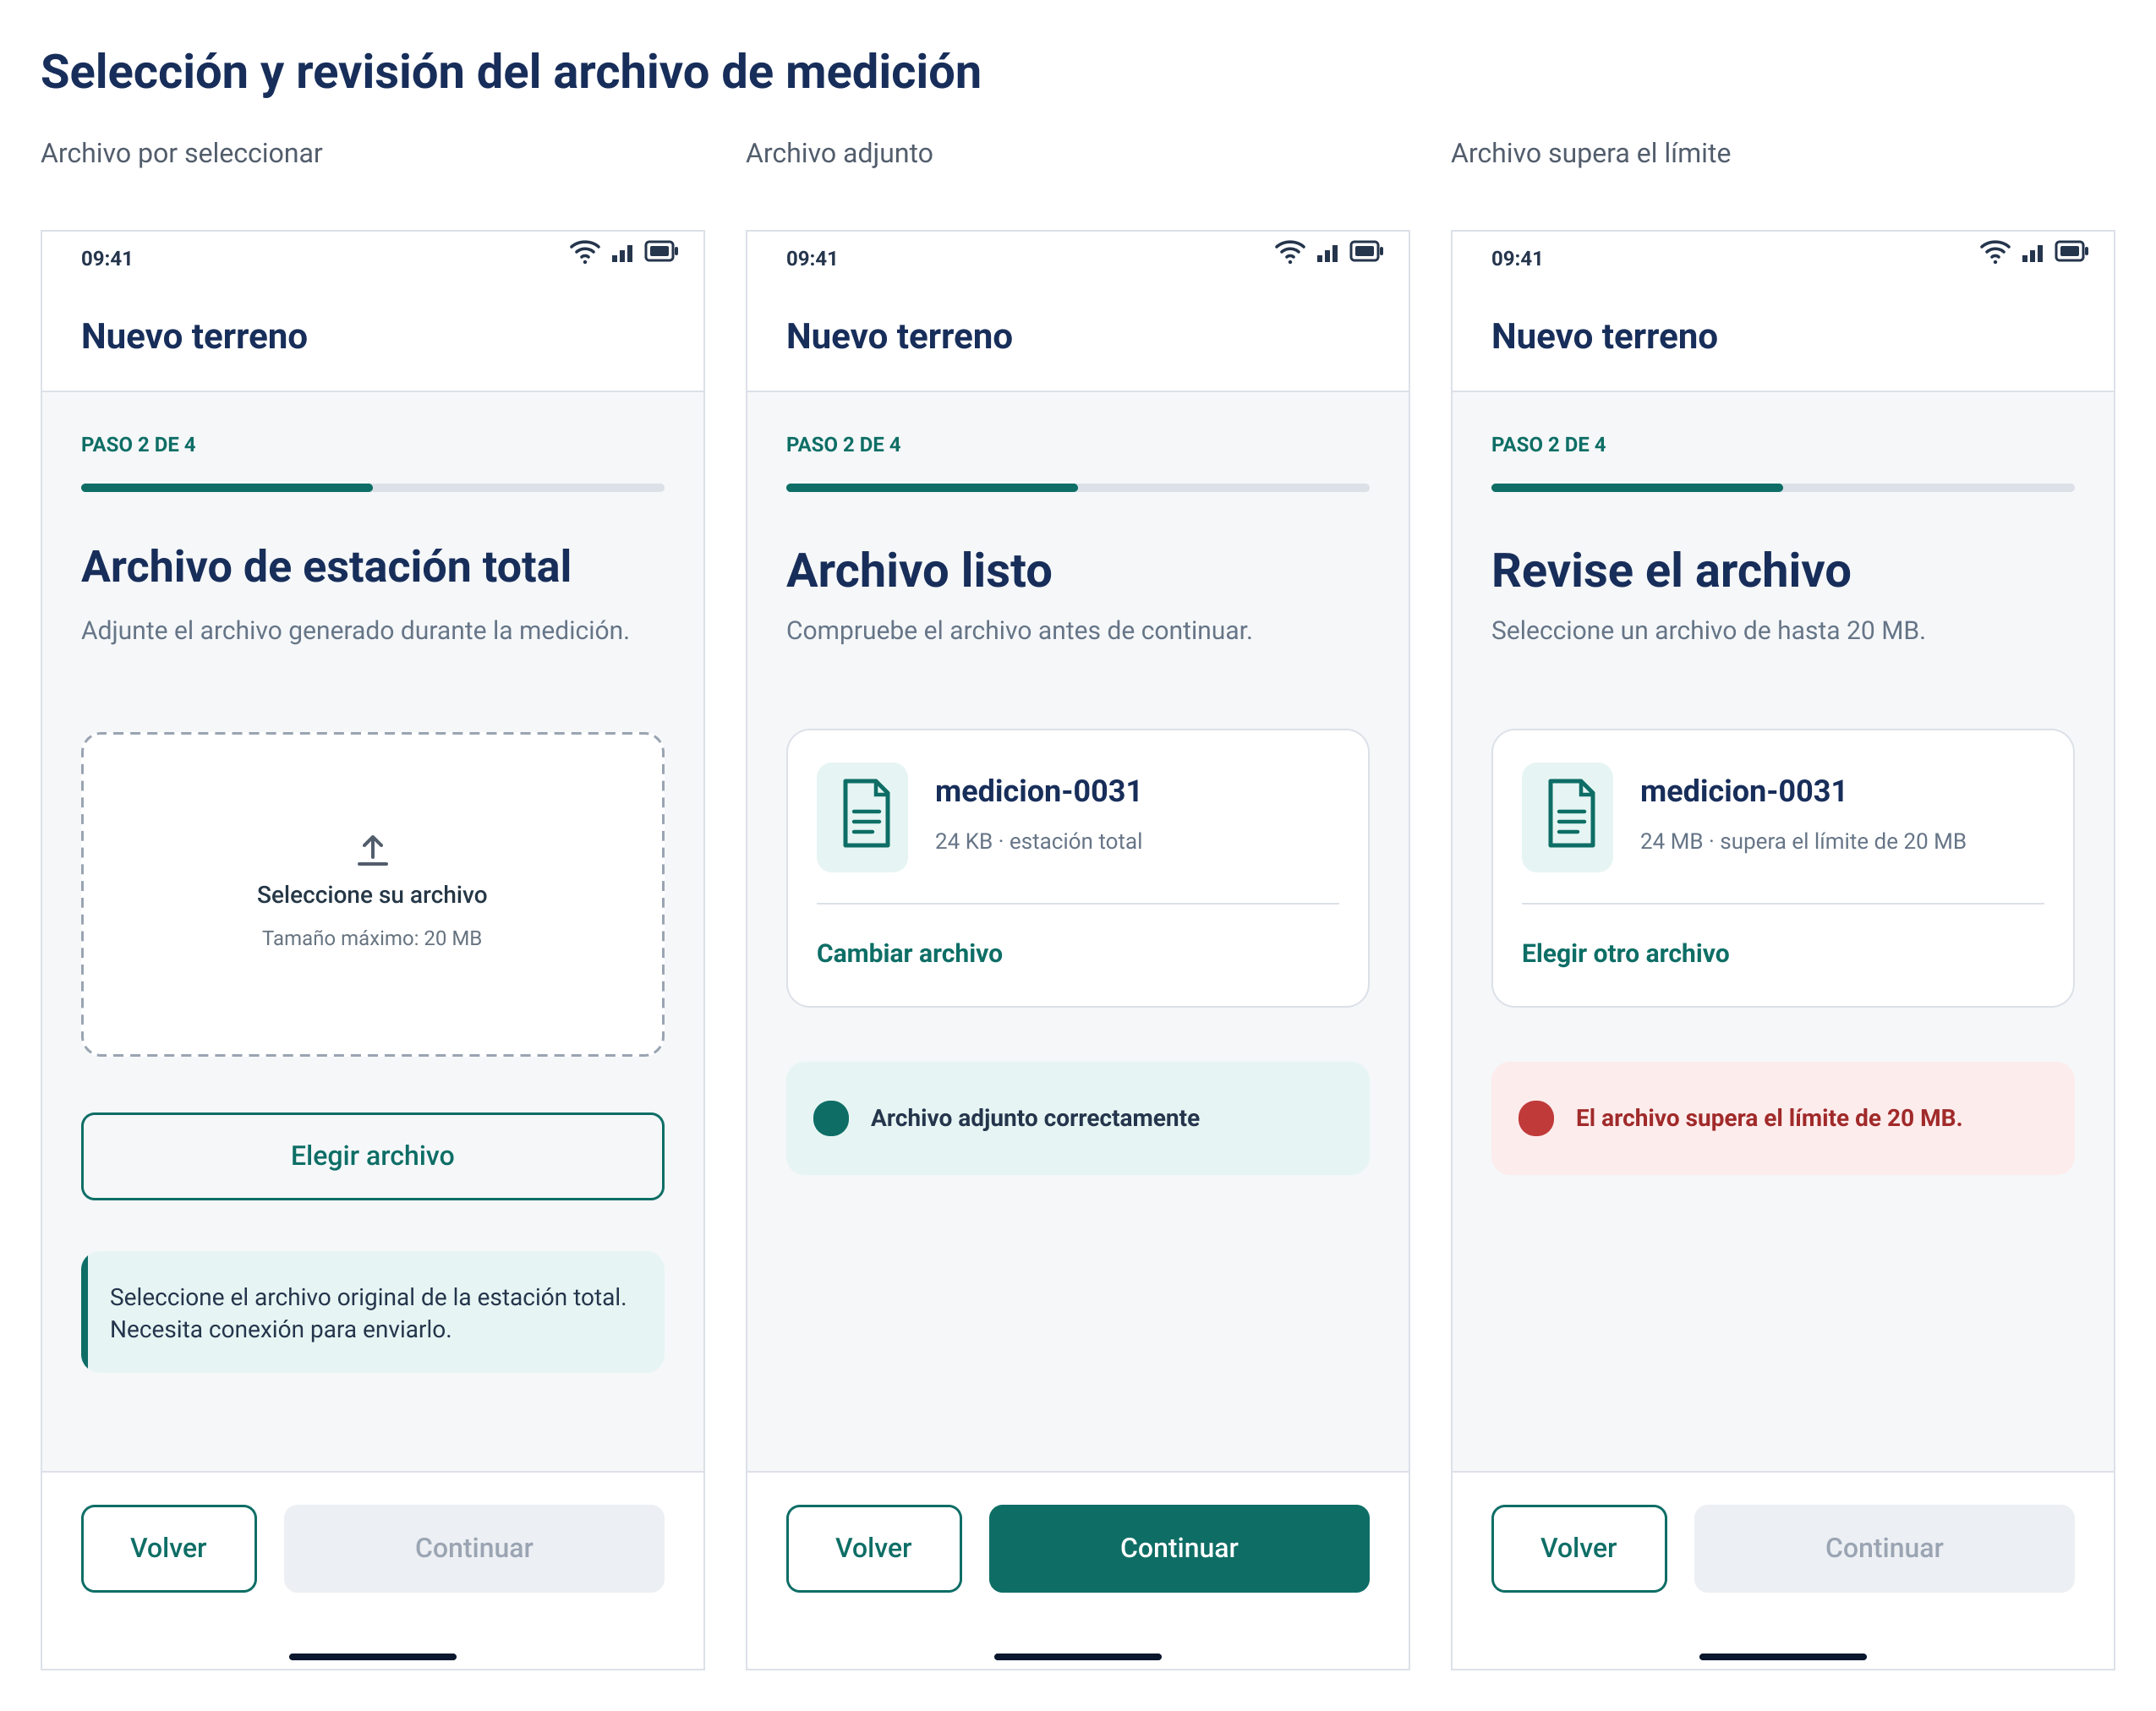 Selección y revisión del archivo de medición
Archivo por seleccionar
09:41
Nuevo terreno
PASO 2 DE 4
Archivo de estación total
Adjunte el archivo generado durante la medición.
Seleccione su archivo
Tamaño máximo: 20 MB
Elegir archivo
Seleccione el archivo original de la estación total.
Necesita conexión para enviarlo.
Volver
Continuar
Archivo adjunto
09:41
Nuevo terreno
PASO 2 DE 4
Archivo listo
Compruebe el archivo antes de continuar.
medicion-0031
24 KB · estación total
Cambiar archivo
Archivo adjunto correctamente
Volver
Continuar
Archivo supera el límite
09:41
Nuevo terreno
PASO 2 DE 4
Revise el archivo
Seleccione un archivo de hasta 20 MB.
medicion-0031
24 MB · supera el límite de 20 MB
Elegir otro archivo
El archivo supera el límite de 20 MB.
Volver
Continuar